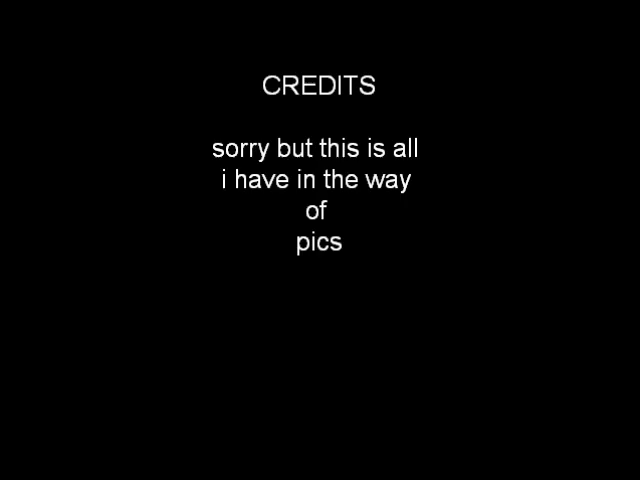 CREDITS
sorry but this is all
i have in the way
of
pics